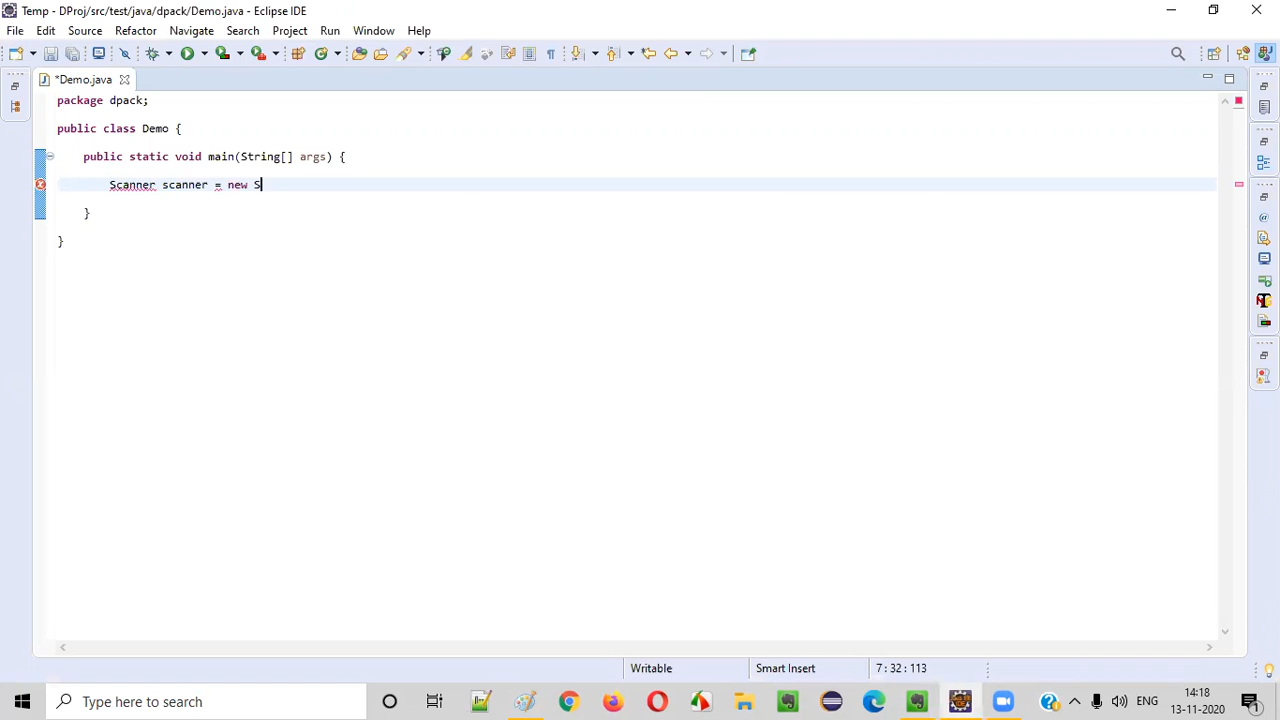 Temp - DProj/src/test/java/dpack/Demo.java - Eclipse IDE
File Edit Source Refactor Navigate Search Project Run Window Help
*Demo.java
package dpack;
public class Demo {
public static void main(String[] args) {
Scanner scanner = new S
}
}
Writable Smart Insert 7 : 32 : 113
Type here to search
ENG
14:18
13-11-2020